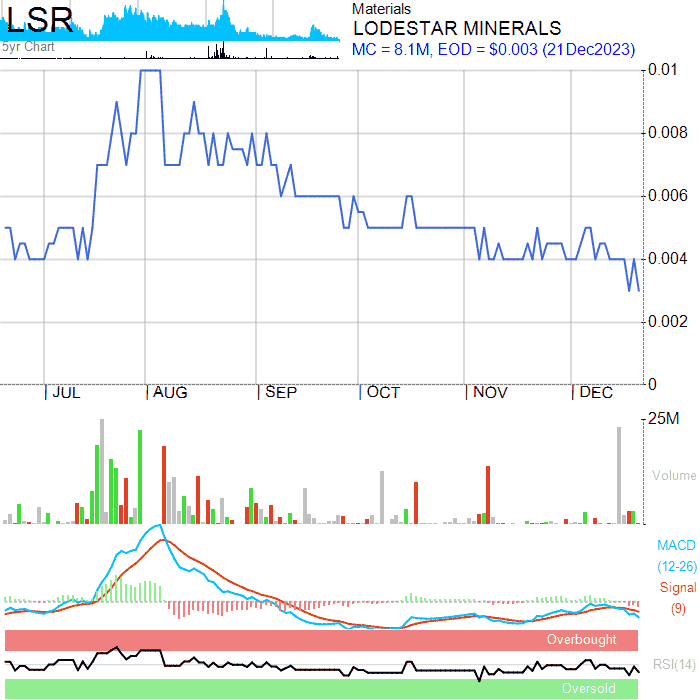 LSR
5yr Chart
Materials
LODESTAR MINERALS
MC = 8.1M, EOD = $0.003 (21Dec2023)
0.01
0.008
0.006
0.004
0.002
0
JUL AUG SEP OCT NOV DEC
25M
Volume
MACD
(12-26)
Signal
(9)
Overbought
RSI(14)
Oversold